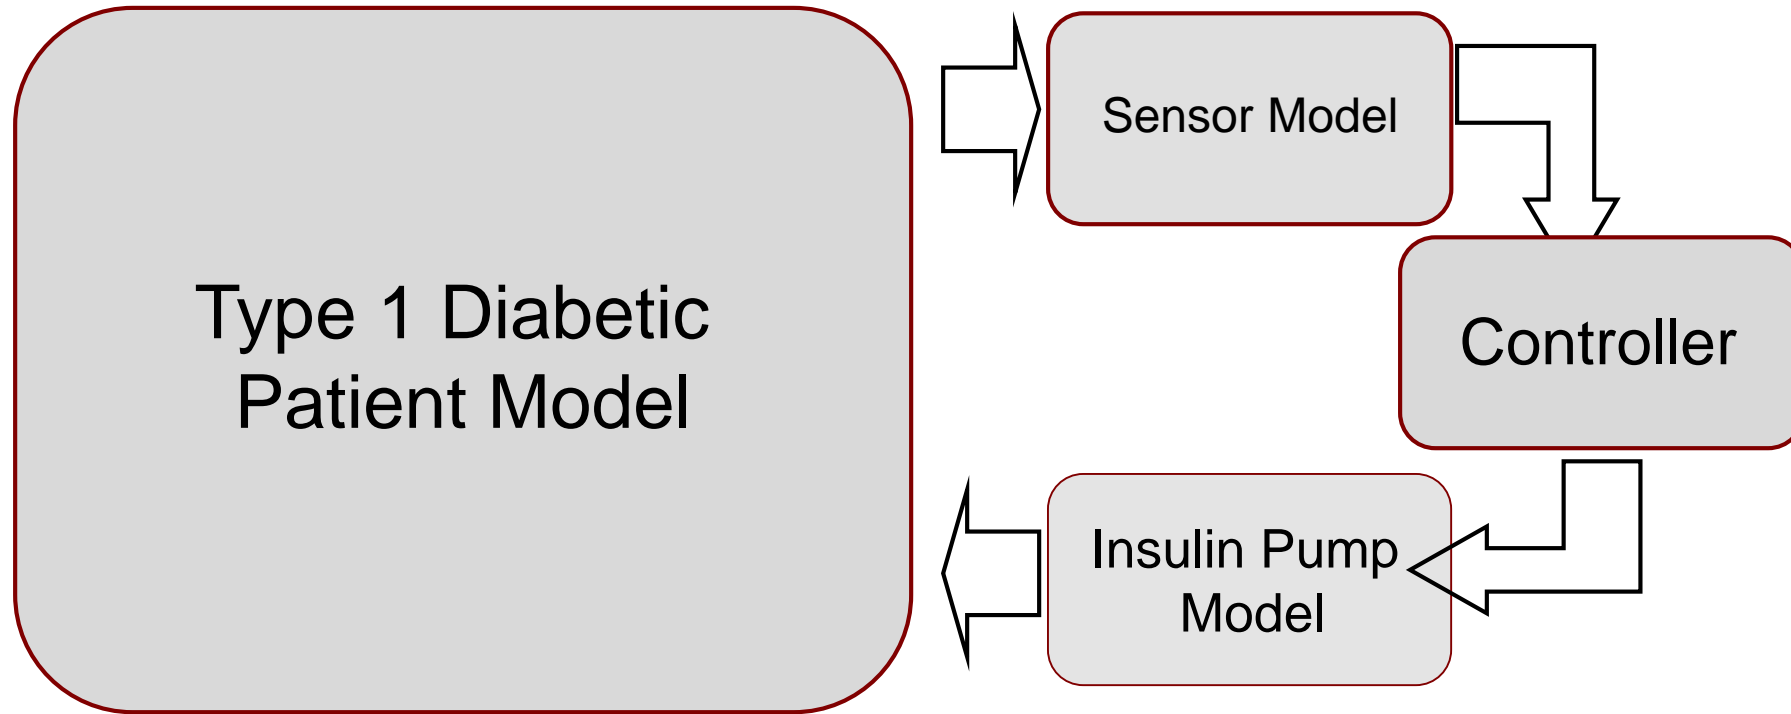 Type 1 Diabetic
Patient Model
Sensor Model
Controller
Insulin Pump
Model